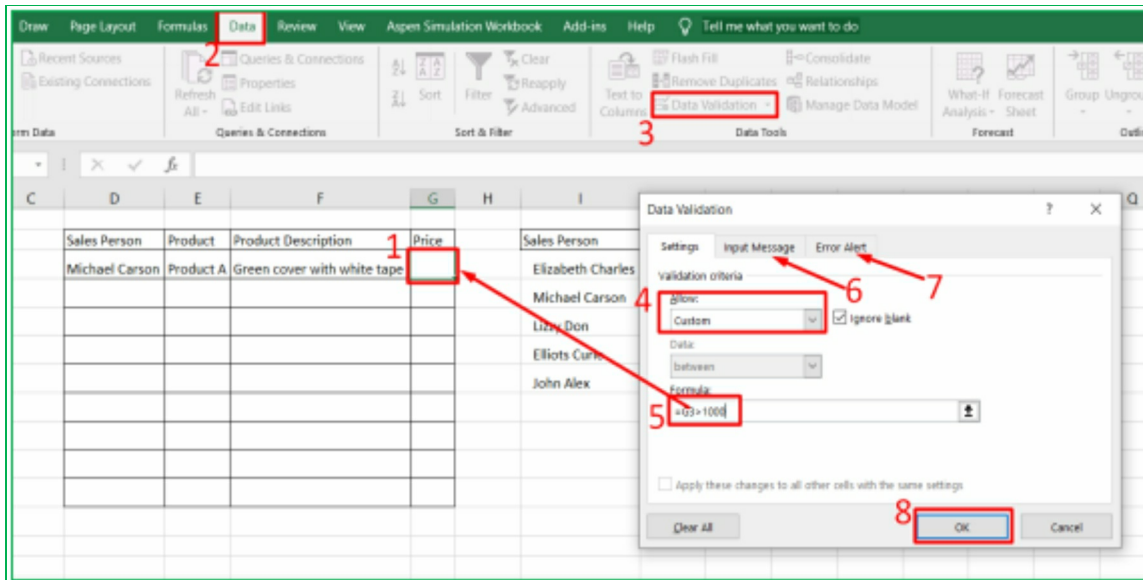 Draw Page Layout Formulas Data Review View Aspen Simulation Workbook Add-ins Help Tell me what you want to do
2
Recent Sources
Existing Connections
Refresh All
Queries & Connections
Properties
Edit Links
Sort
Filter
Clear
Reapply
Advanced
Text to Columns
Flash Fill
Remove Duplicates
Data Validation
Consolidate
Relationships
Manage Data Model
What-If Analysis
Forecast Sheet
Group
3
rm Data Queries & Connections Sort & Filter Data Tools Forecast
fx
C D E F G H I Q
Sales Person Product Product Description Price Sales Person
1
Michael Carson Product A Green cover with white tape Elizabeth Charles
Michael Carson
Lizzy Don
Elliots
John Alex
Data Validation ? ×
Settings Input Message Error Alert
6 7
Validation criteria
4
Allow:
Custom Ignore blank
Data:
between
Formula:
5 =G3>1000
Apply these changes to all other cells with the same settings
8
Clear All OK Cancel